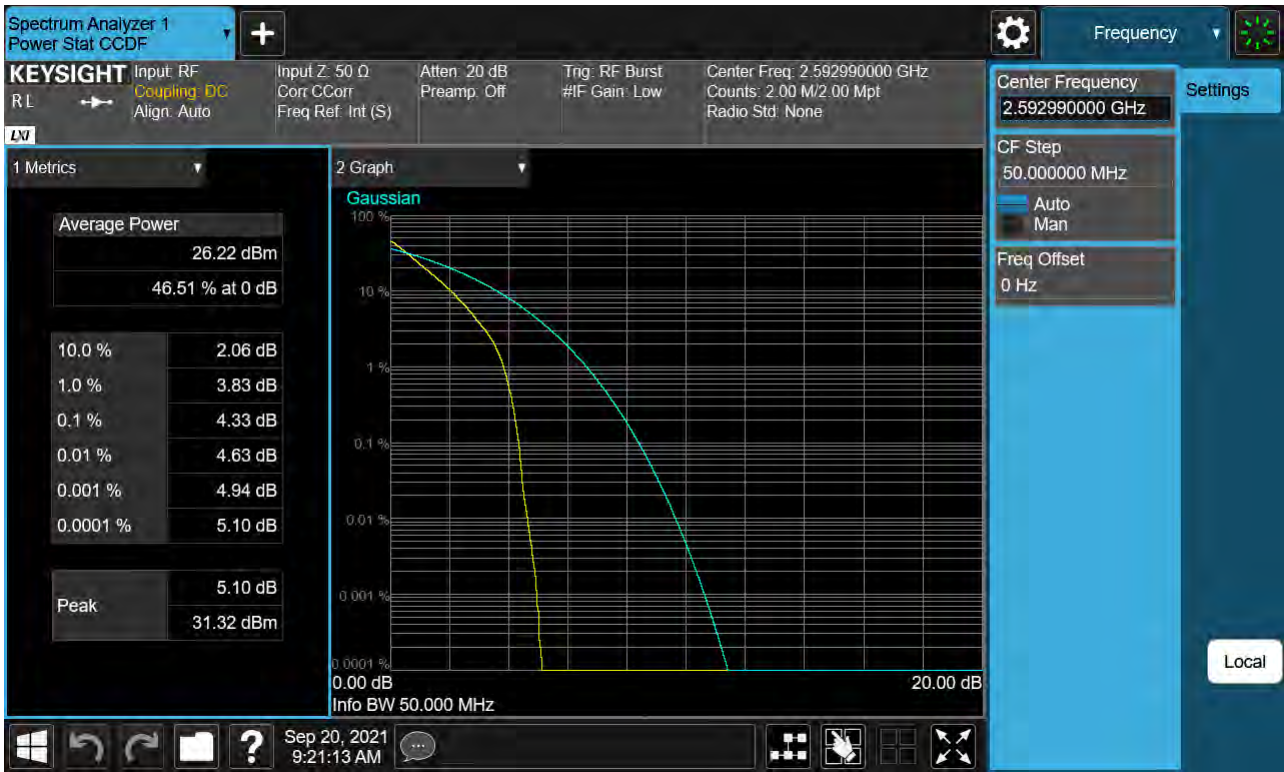 Spectrum Analyzer 1
Power Stat CCDF
Frequency
KEYSIGHT
RL
LXI
Input: RF
Coupling: DC
Align: Auto
Input Z: 50 Ω
Corr CCorr
Freq Ref: Int (S)
Atten: 20 dB
Preamp: Off
Trig: RF Burst
#IF Gain: Low
Center Freq: 2.592990000 GHz
Counts: 2.00 M/2.00 Mpt
Radio Std: None
Center Frequency
2.592990000 GHz
Settings
CF Step
50.000000 MHz
Auto
Man
Freq Offset
0 Hz
1 Metrics
Average Power
26.22 dBm
46.51 % at 0 dB
10.0 % 2.06 dB
1.0 % 3.83 dB
0.1 % 4.33 dB
0.01 % 4.63 dB
0.001 % 4.94 dB
0.0001 % 5.10 dB
Peak
5.10 dB
31.32 dBm
2 Graph
Gaussian
100 %
10 %
1 %
0.1 %
0.01 %
0.001 %
0.0001 %
0.00 dB 20.00 dB
Info BW 50.000 MHz
Local
?
Sep 20, 2021
9:21:13 AM